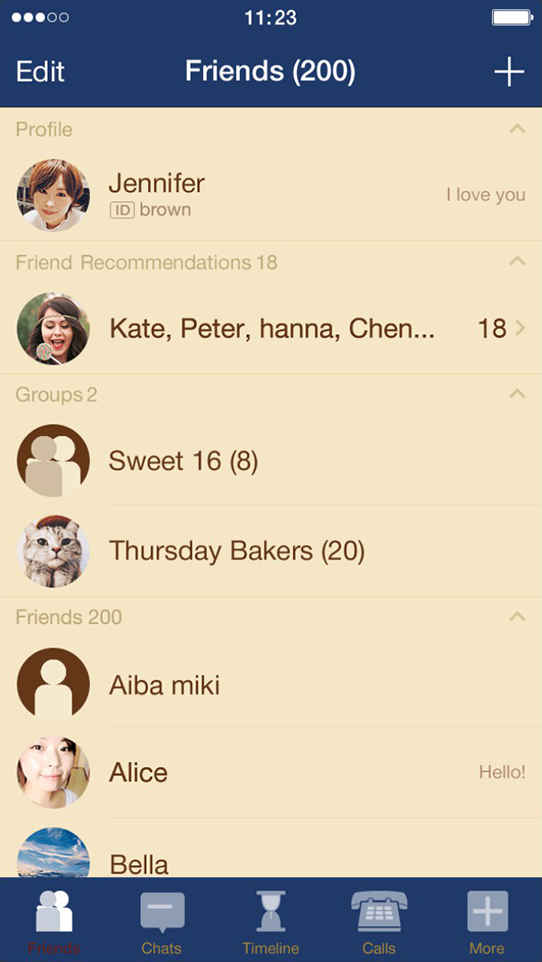 11:23
Edit Friends (200)
Profile
Jennifer
ID brown
I love you
Friend Recommendations 18
Kate, Peter, hanna, Chen... 18
Groups 2
Sweet 16 (8)
Thursday Bakers (20)
Friends 200
Aiba miki
Alice Hello!
Bella
Friends Chats Timeline Calls More